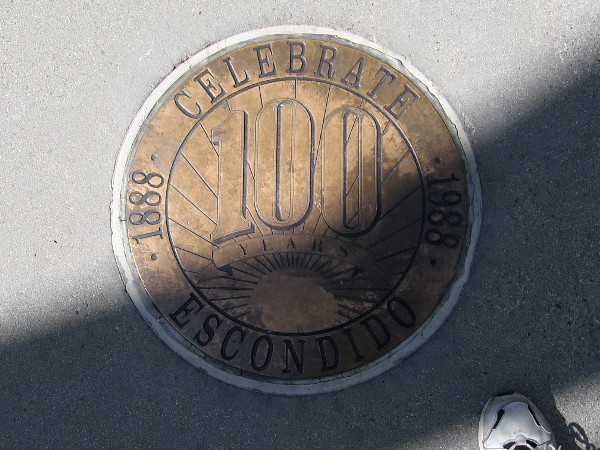 CELEBRATE
1888
100
YEARS
1988
ESCONDIDO